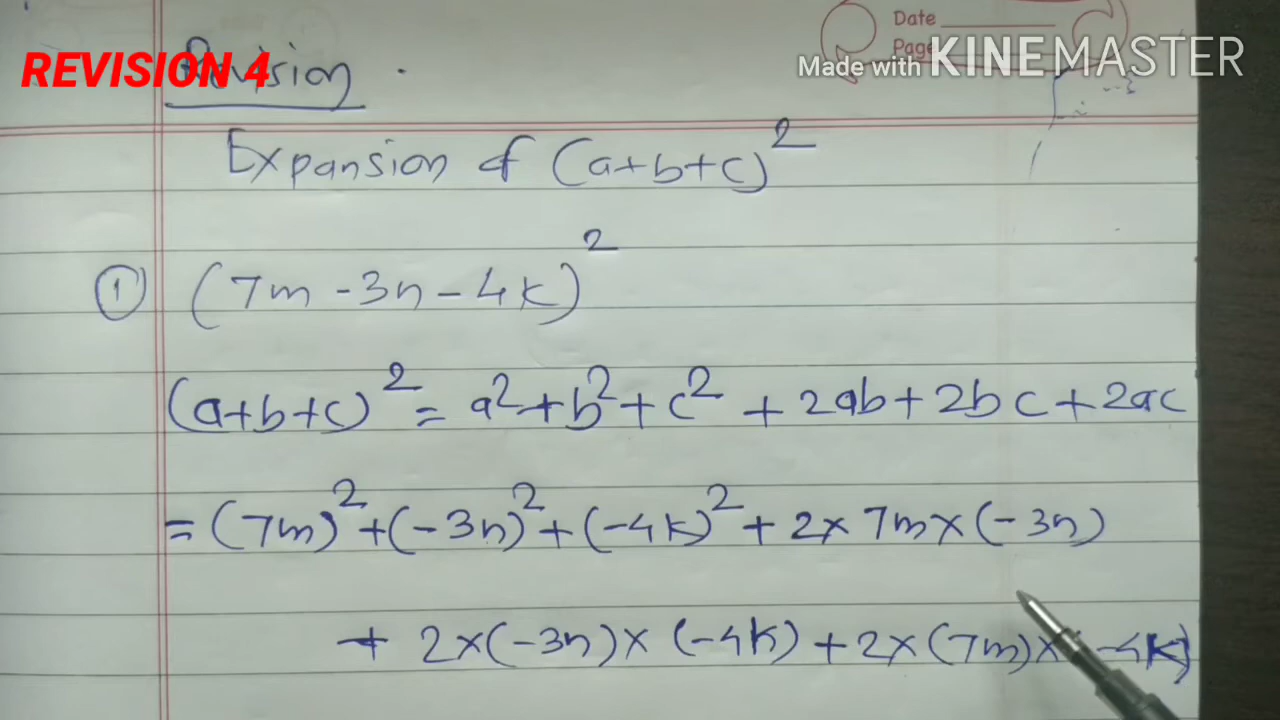 Date
Page
Made with KINEMASTER
REVISION 4
Revision .
Expansion of (a+b+c)²
① (7m - 3n - 4k)²
(a+b+c)² = a² + b² + c² + 2ab + 2bc + 2ac
= (7m)² + (-3n)² + (-4k)² + 2 × 7m × (-3n)
+ 2 × (-3n) × (-4k) + 2 × (7m) × -4k)